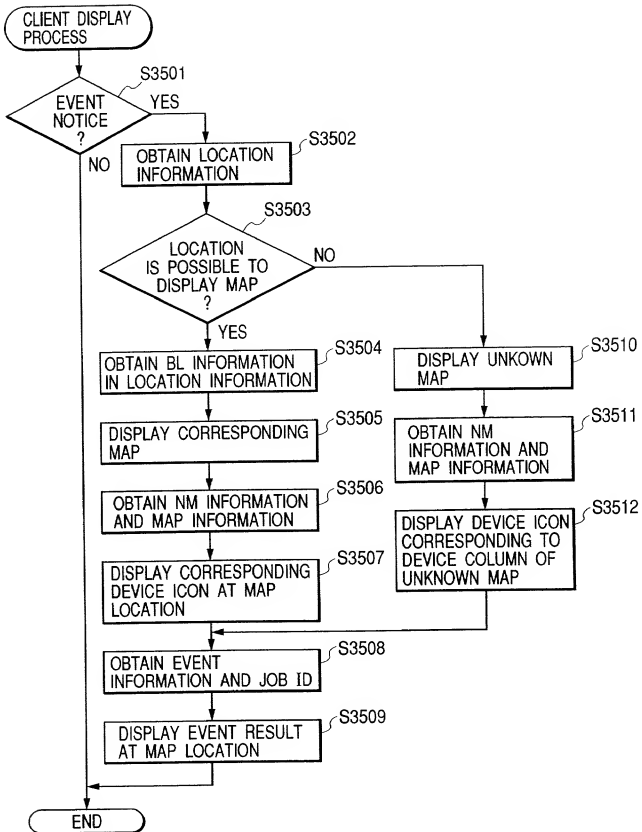 CLIENT DISPLAY
PROCESS
S3501
EVENT
NOTICE
?
YES
NO
S3502
OBTAIN LOCATION
INFORMATION
S3503
LOCATION
IS POSSIBLE TO
DISPLAY MAP
?
NO
YES
S3504
OBTAIN BL INFORMATION
IN LOCATION INFORMATION
S3505
DISPLAY CORRESPONDING
MAP
S3506
OBTAIN NM INFORMATION
AND MAP INFORMATION
S3507
DISPLAY CORRESPONDING
DEVICE ICON AT MAP
LOCATION
S3510
DISPLAY UNKOWN
MAP
S3511
OBTAIN NM
INFORMATION AND
MAP INFORMATION
S3512
DISPLAY DEVICE ICON
CORRESPONDING TO
DEVICE COLUMN OF
UNKNOWN MAP
S3508
OBTAIN EVENT
INFORMATION AND JOB ID
S3509
DISPLAY EVENT RESULT
AT MAP LOCATION
END